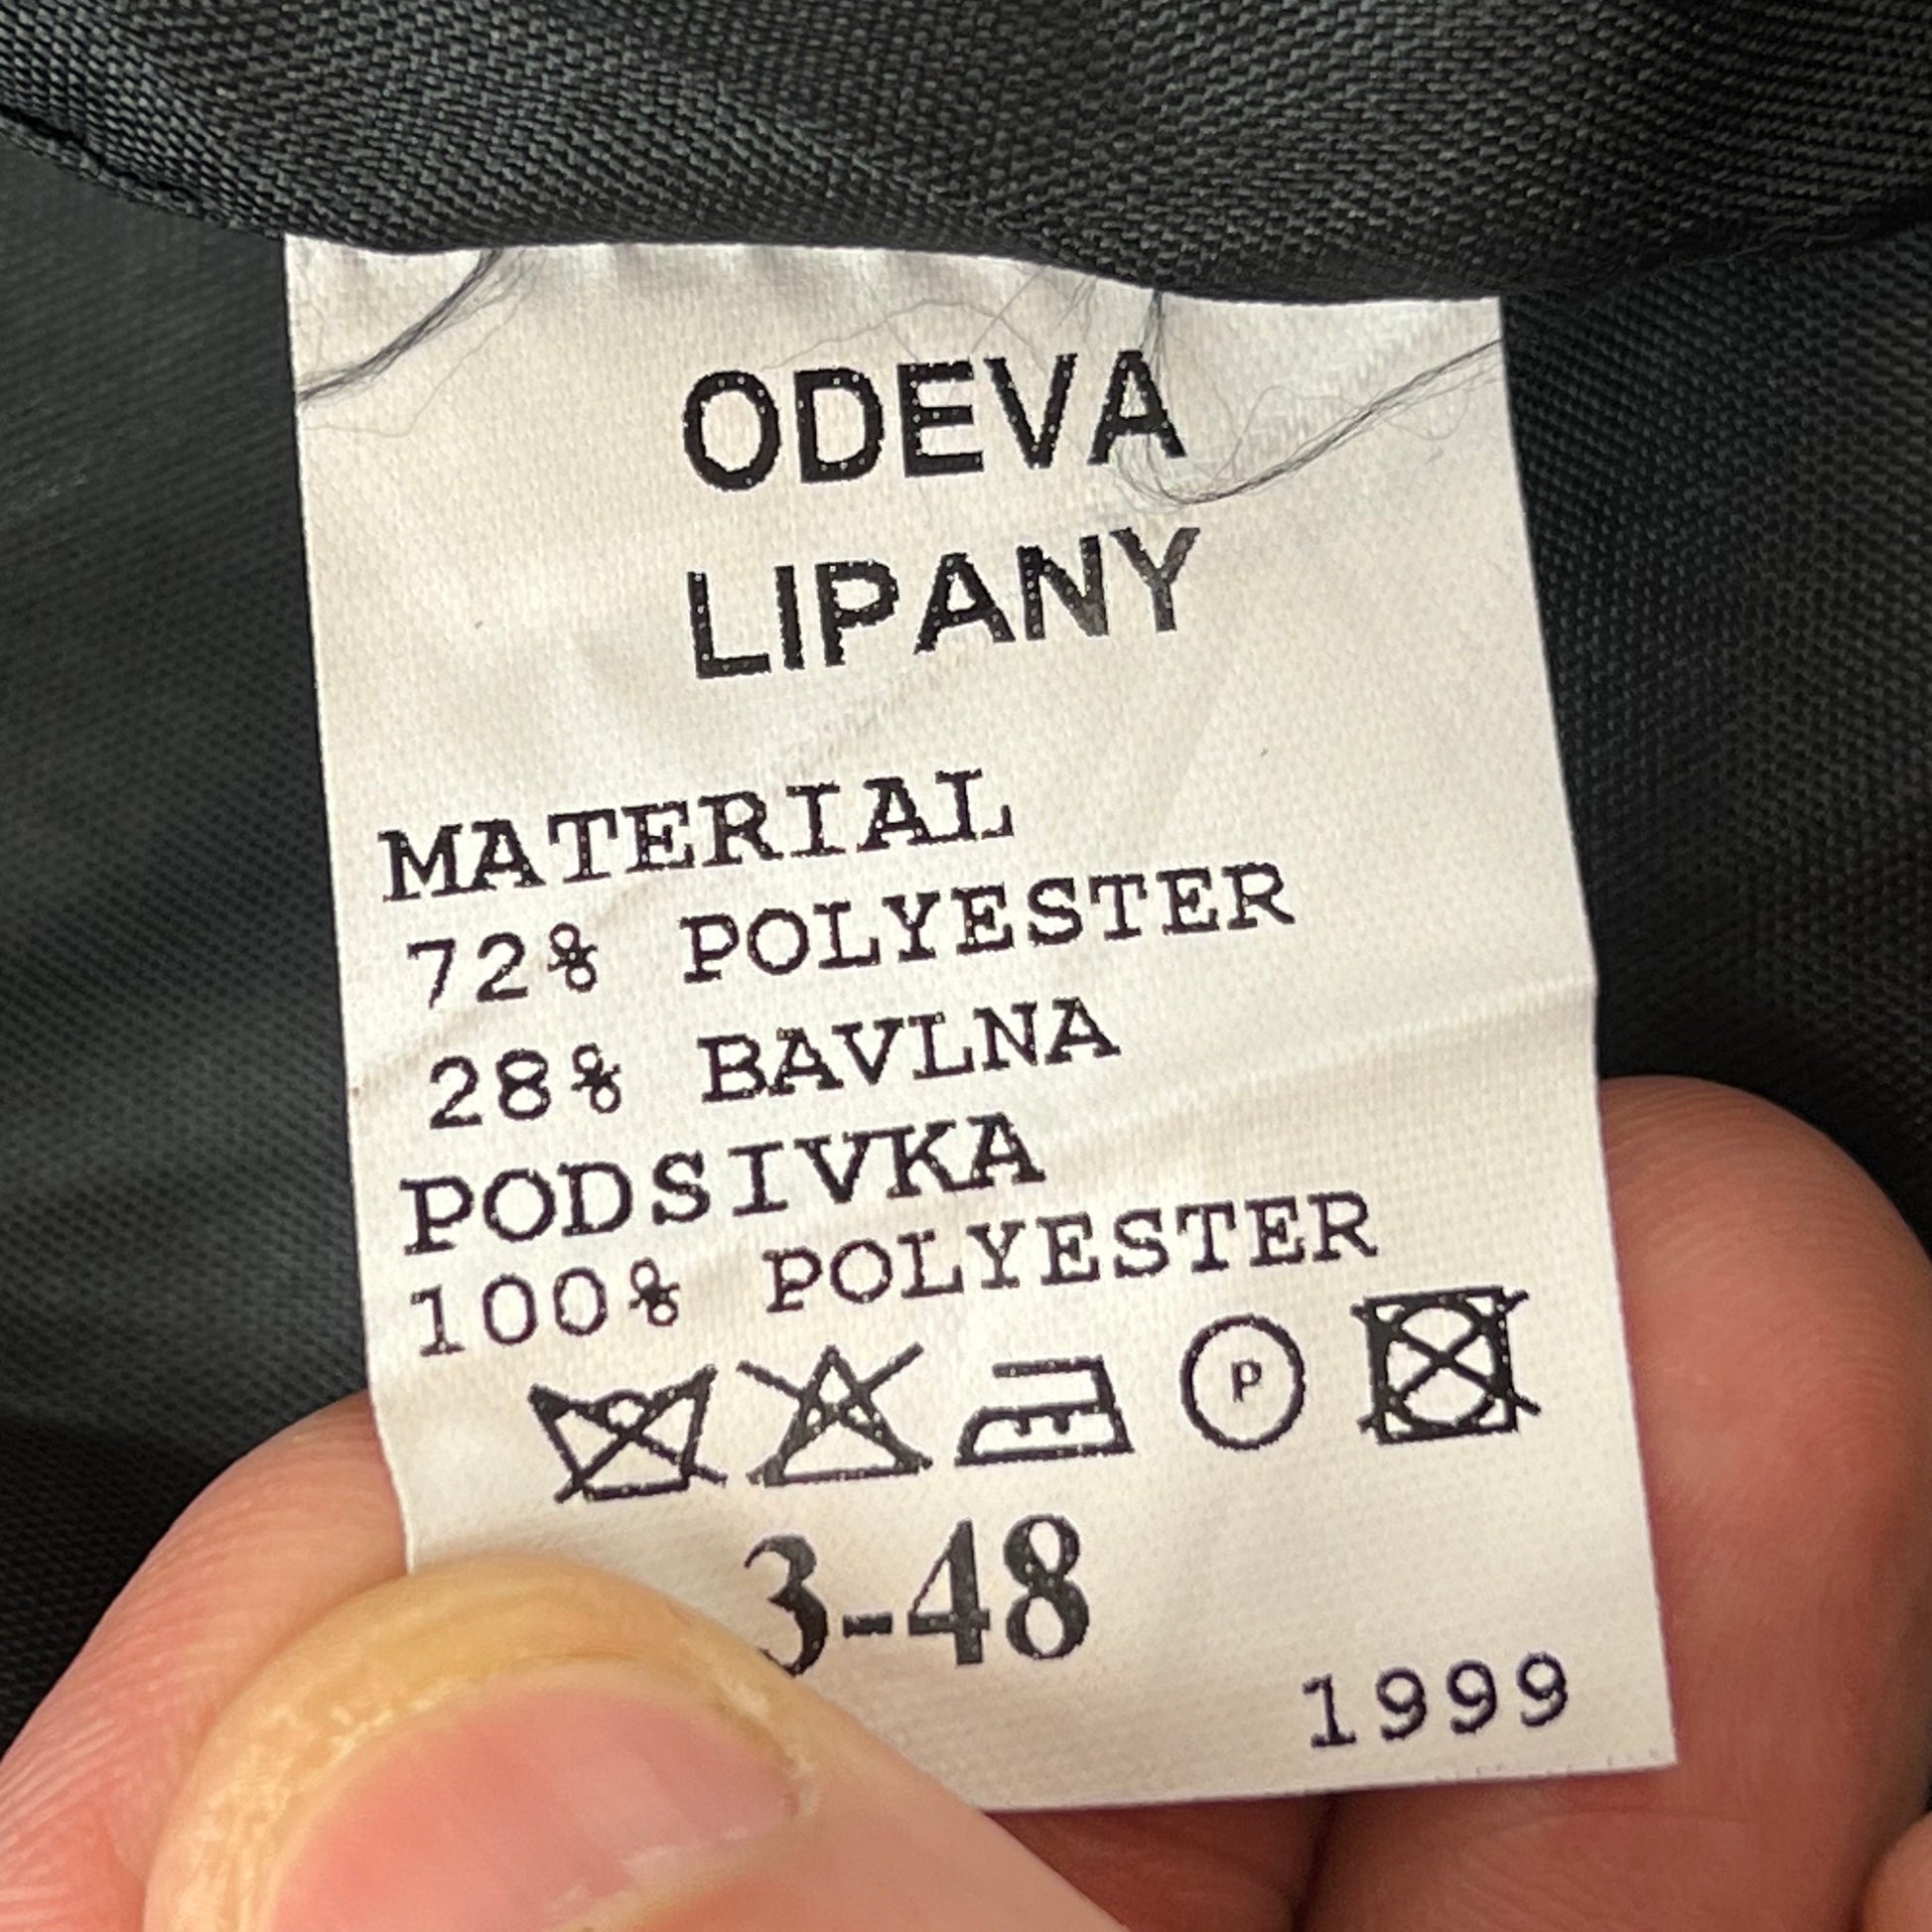 ODEVA
LIPANY
MATERIAL
72% POLYESTER
28% BAVLNA
PODSIVKA
100% POLYESTER
P
3-48
1999